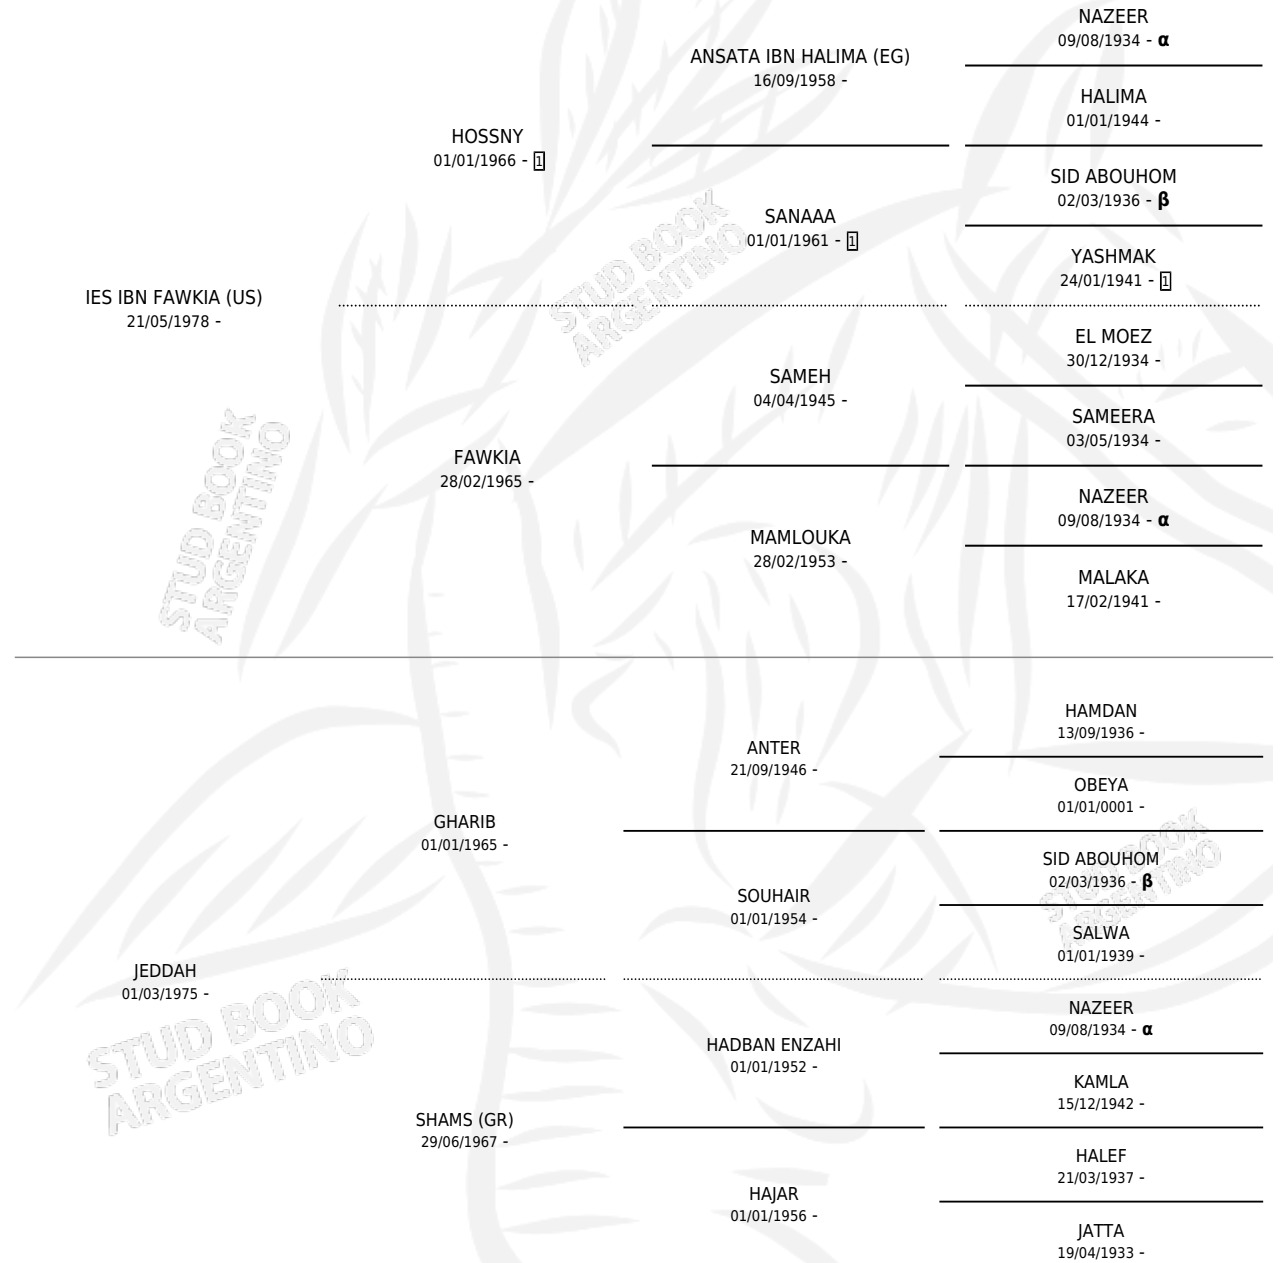 NAZEER
09/08/1934 - α
ANSATA IBN HALIMA (EG)
16/09/1958 -
HALIMA
01/01/1944 -
HOSSNY
01/01/1966 - 1
SID ABOUHOM
02/03/1936 - β
SANAAA
01/01/1961 - 1
YASHMAK
24/01/1941 - 1
STUD BOOK
ARGENTINO
IES IBN FAWKIA (US)
21/05/1978 -
EL MOEZ
30/12/1934 -
SAMEH
04/04/1945 -
SAMEERA
03/05/1934 -
FAWKIA
28/02/1965 -
NAZEER
09/08/1934 - α
MAMLOUKA
28/02/1953 -
MALAKA
17/02/1941 -
STUD BOOK
ARGENTINO
HAMDAN
13/09/1936 -
ANTER
21/09/1946 -
OBEYA
01/01/0001 -
GHARIB
01/01/1965 -
SID ABOUHOM
02/03/1936 - β
STUD BOOK
ARGENTINO
SOUHAIR
01/01/1954 -
SALWA
01/01/1939 -
JEDDAH
01/03/1975 -
STUD BOOK
ARGENTINO
NAZEER
09/08/1934 - α
HADBAN ENZAHI
01/01/1952 -
KAMLA
15/12/1942 -
SHAMS (GR)
29/06/1967 -
HALEF
21/03/1937 -
HAJAR
01/01/1956 -
JATTA
19/04/1933 -